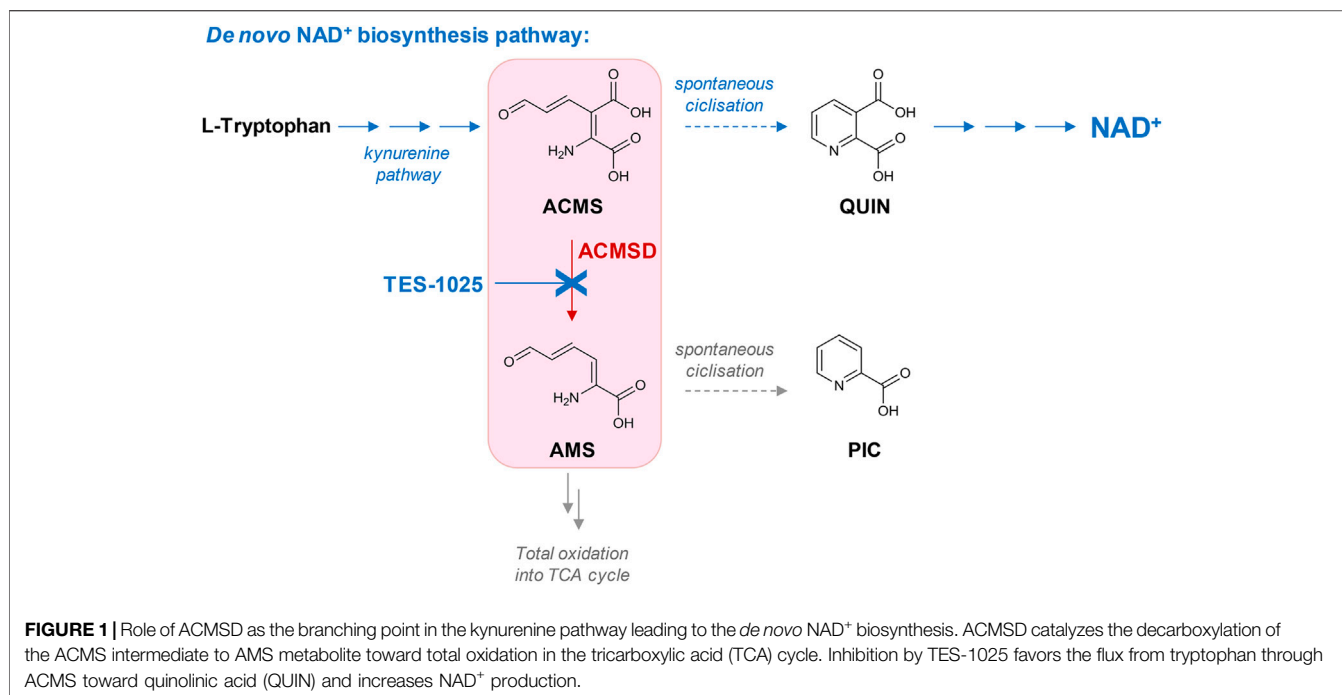 De novo NAD⁺ biosynthesis pathway:
L-Tryptophan
kynurenine
pathway
O
O
OH
H₂N
O
OH
ACMS
spontaneous
ciclisation
O
OH
N
O
OH
QUIN
NAD⁺
ACMSD
TES-1025
O
H₂N
O
OH
AMS
spontaneous
ciclisation
N
O
OH
PIC
Total oxidation
into TCA cycle
FIGURE 1 | Role of ACMSD as the branching point in the kynurenine pathway leading to the de novo NAD⁺ biosynthesis. ACMSD catalyzes the decarboxylation of
the ACMS intermediate to AMS metabolite toward total oxidation in the tricarboxylic acid (TCA) cycle. Inhibition by TES-1025 favors the flux from tryptophan through
ACMS toward quinolinic acid (QUIN) and increases NAD⁺ production.